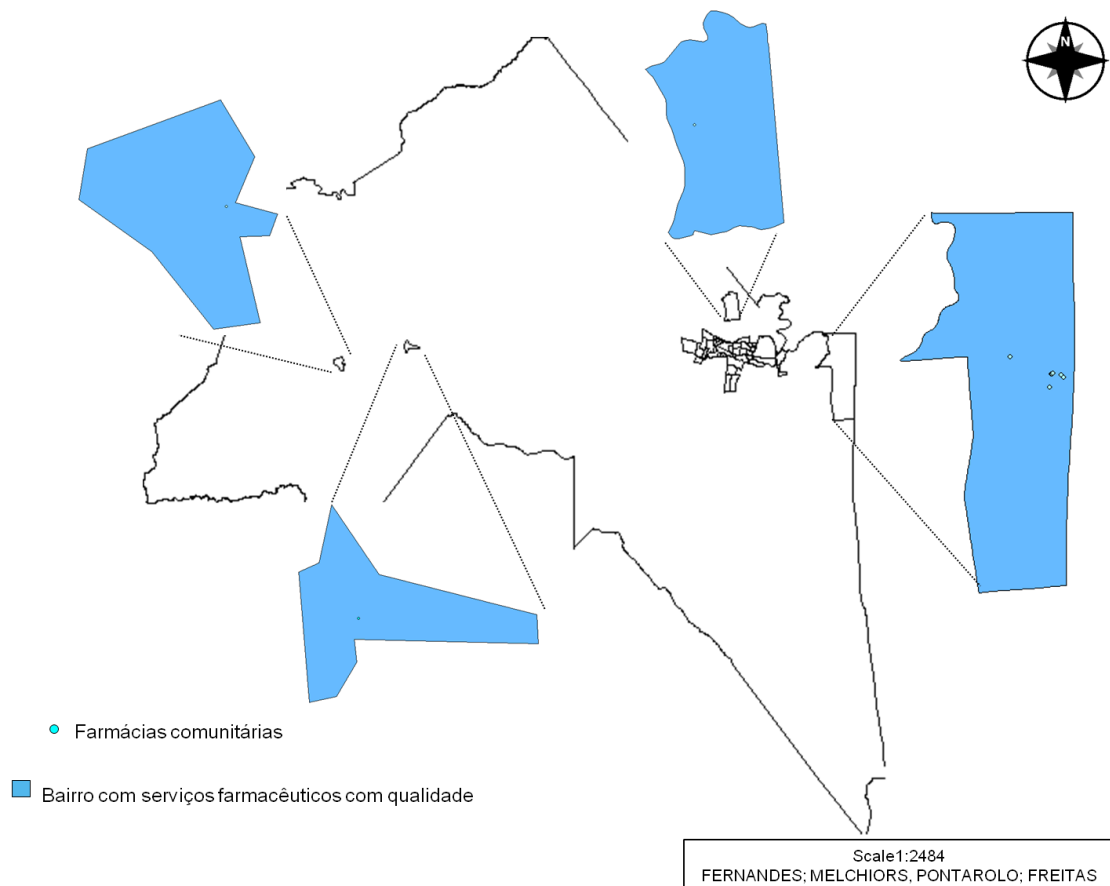 N
Farmácias comunitárias
Bairro com serviços farmacêuticos com qualidade
Scale1:2484
FERNANDES; MELCHIORS, PONTAROLO; FREITAS